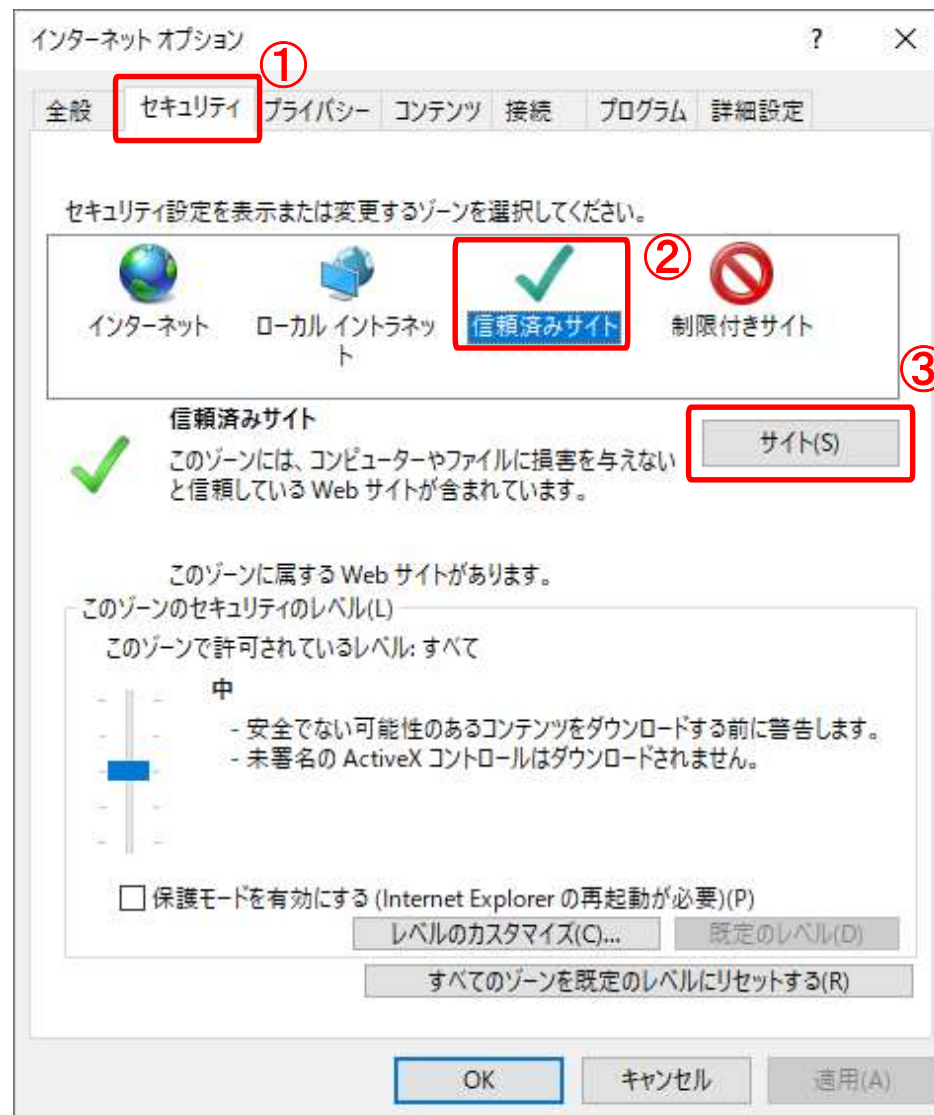 インターネット オプション ? ×
①
全般 セキュリティ プライバシー コンテンツ 接続 プログラム 詳細設定
セキュリティ設定を表示または変更するゾーンを選択してください。
②
インターネット ローカル イントラネッ 信頼済みサイト 制限付きサイト
ト
③
信頼済みサイト
サイト(S)
このゾーンには、コンピューターやファイルに損害を与えない
と信頼している Web サイトが含まれています。
このゾーンに属する Web サイトがあります。
このゾーンのセキュリティのレベル(L)
このゾーンで許可されているレベル: すべて
中
- 安全でない可能性のあるコンテンツをダウンロードする前に警告します。
- 未署名の ActiveX コントロールはダウンロードされません。
保護モードを有効にする (Internet Explorer の再起動が必要)(P)
レベルのカスタマイズ(C)... 既定のレベル(D)
すべてのゾーンを既定のレベルにリセットする(R)
OK キャンセル 適用(A)